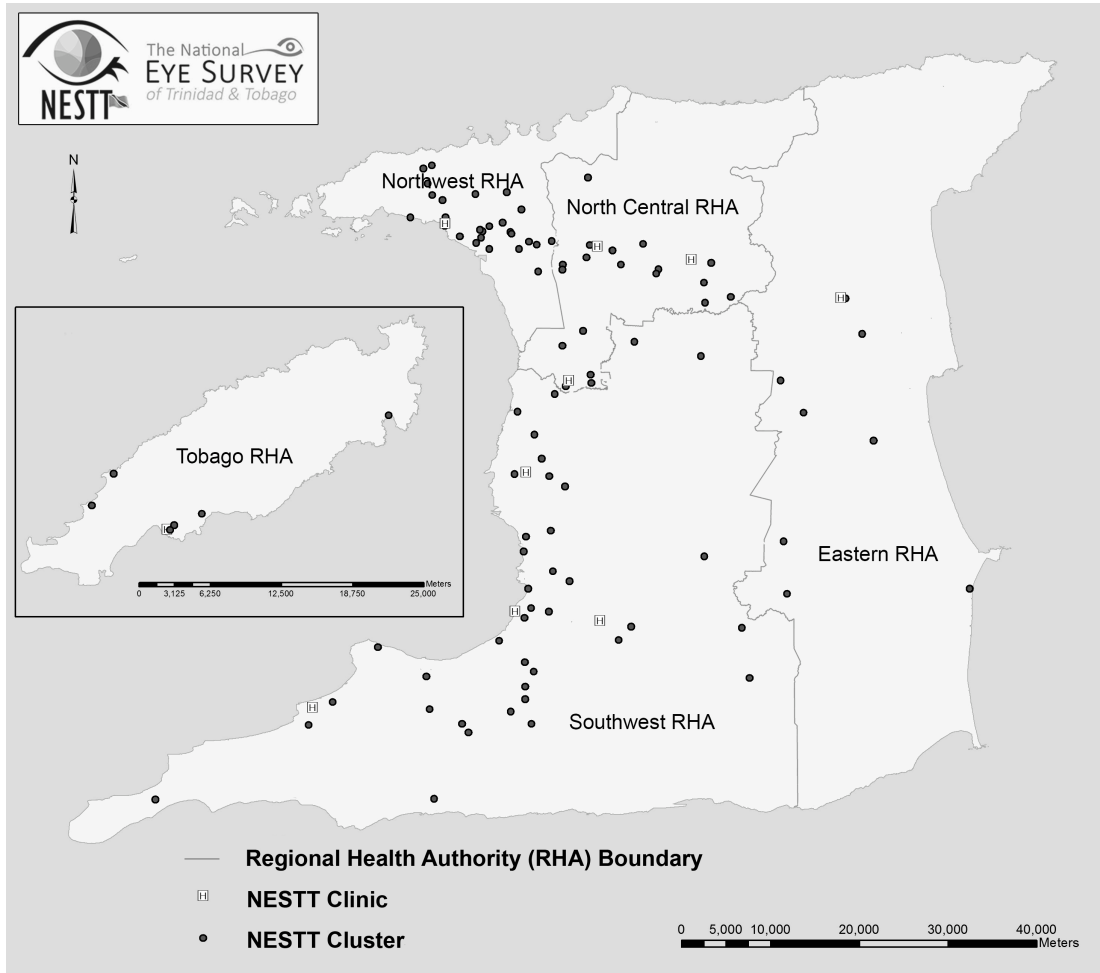 The National
EYE SURVEY
of Trinidad & Tobago
NESTT
N
Northwest RHA
North Central RHA
H
H
H
H
H
Tobago RHA
H
H
Eastern RHA
Meters
0 3,125 6,250 12,500 18,750 25,000
H
H
H
Southwest RHA
Regional Health Authority (RHA) Boundary
H NESTT Clinic
NESTT Cluster
0 5,000 10,000 20,000 30,000 40,000
Meters